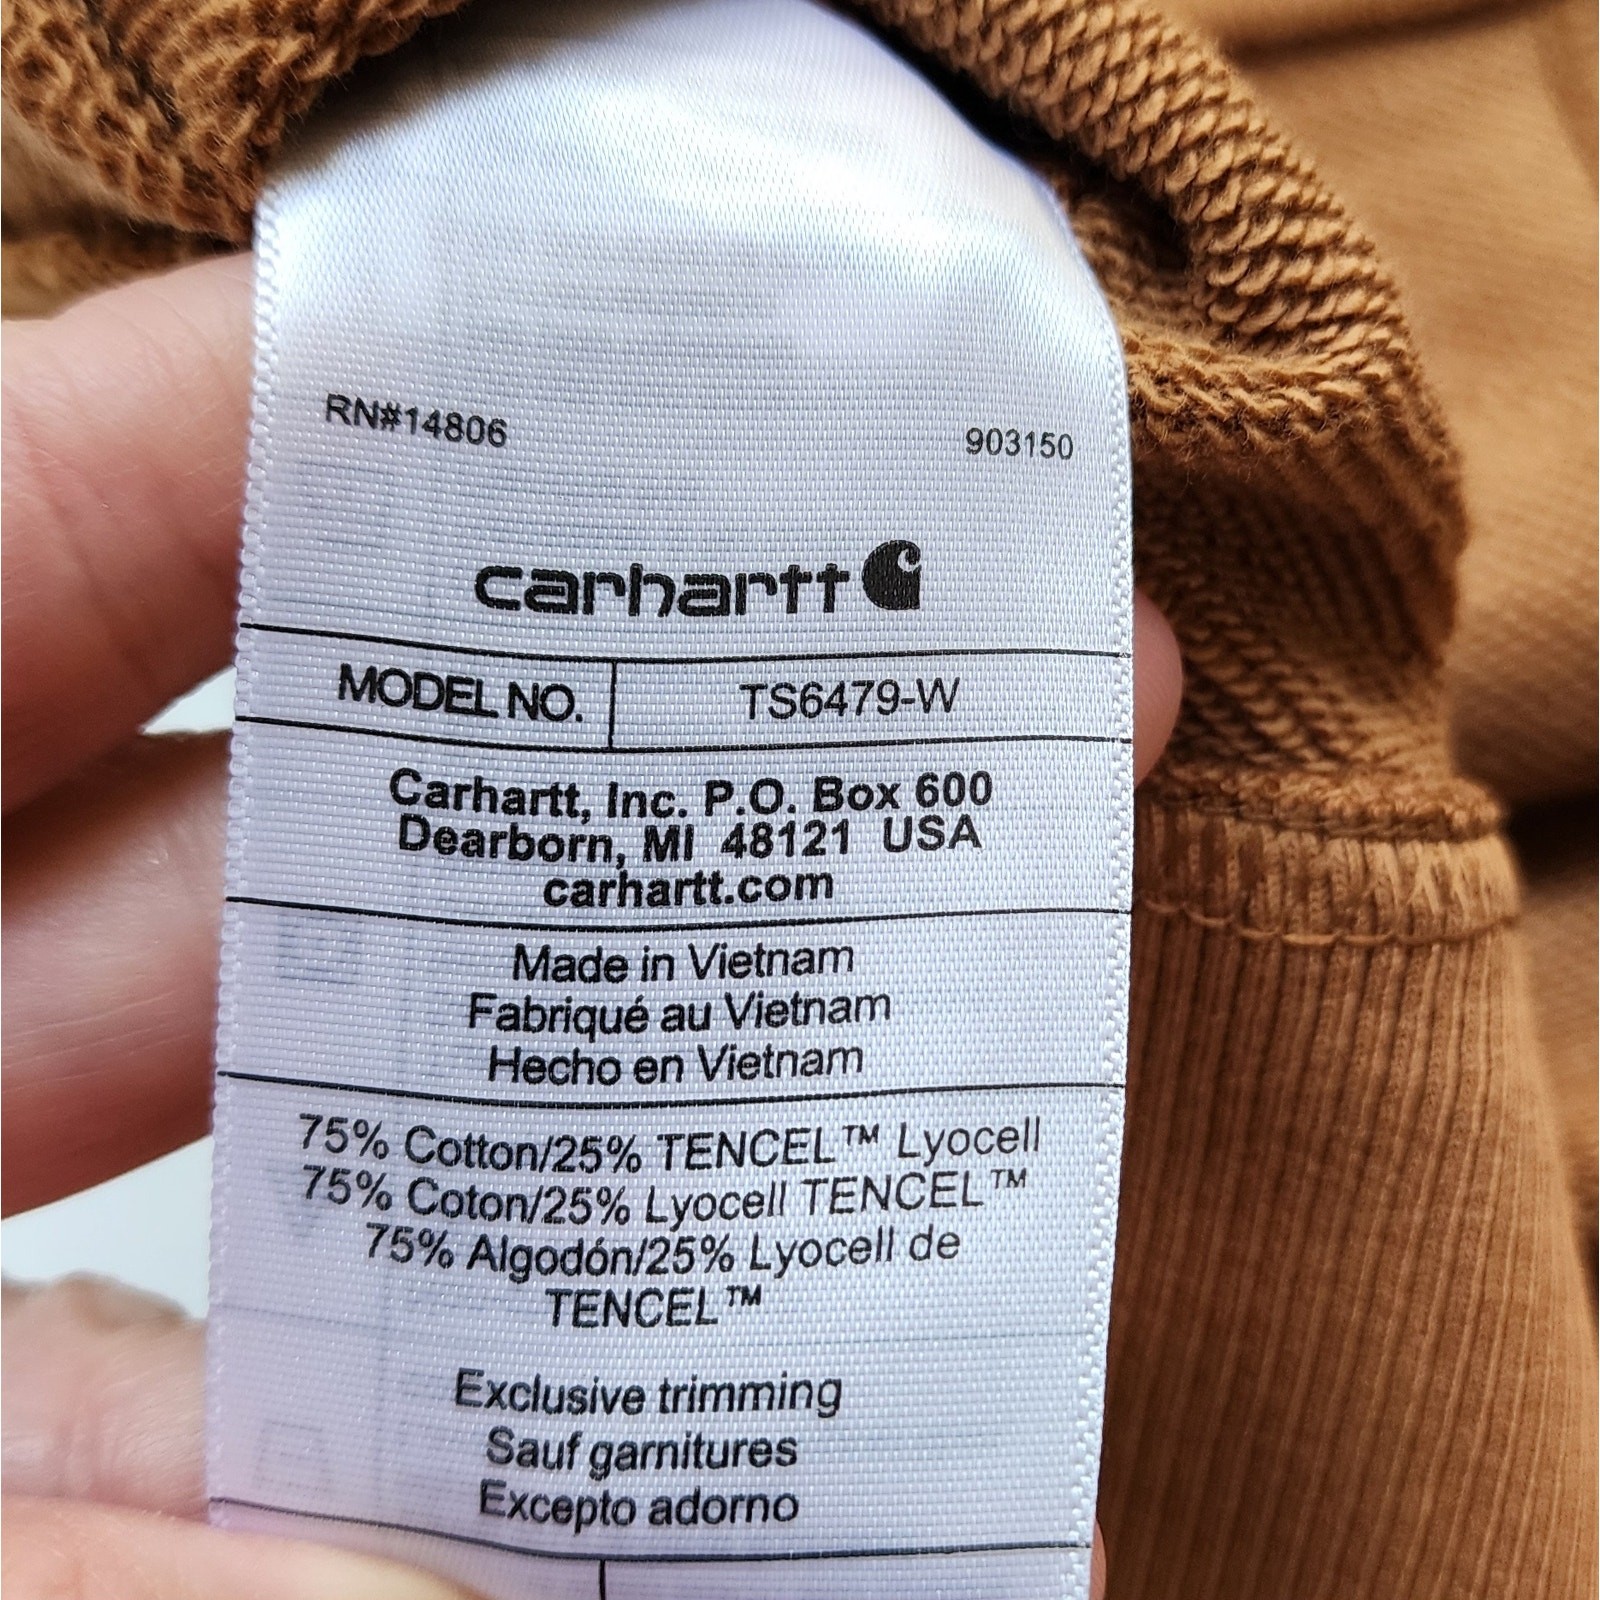 RN#14806 903150
carhartt
MODEL NO. TS6479-W
Carhartt, Inc. P.O. Box 600
Dearborn, MI 48121 USA
carhartt.com
Made in Vietnam
Fabriqué au Vietnam
Hecho en Vietnam
75% Cotton/25% TENCEL™ Lyocell
75% Coton/25% Lyocell TENCEL™
75% Algodón/25% Lyocell de
TENCEL™
Exclusive trimming
Sauf garnitures
Excepto adorno